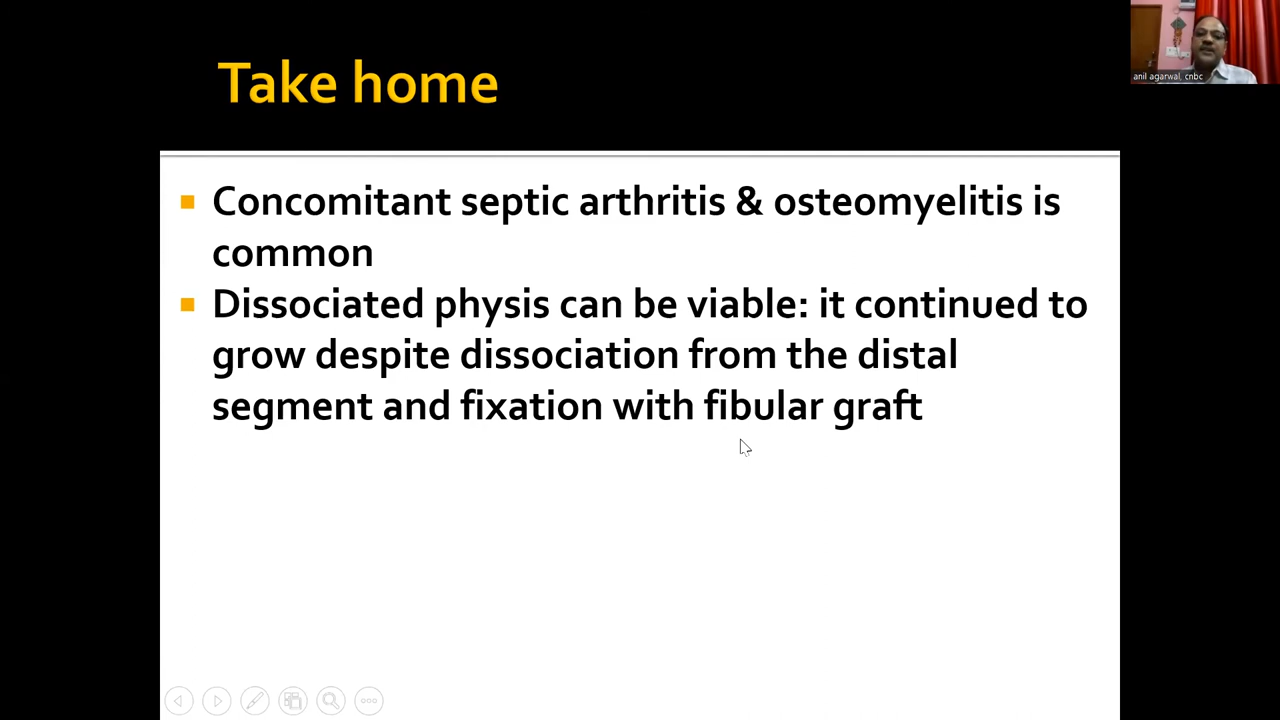 Take home
anil agarwal, cnbc
Concomitant septic arthritis & osteomyelitis is
common
Dissociated physis can be viable: it continued to
grow despite dissociation from the distal
segment and fixation with fibular graft